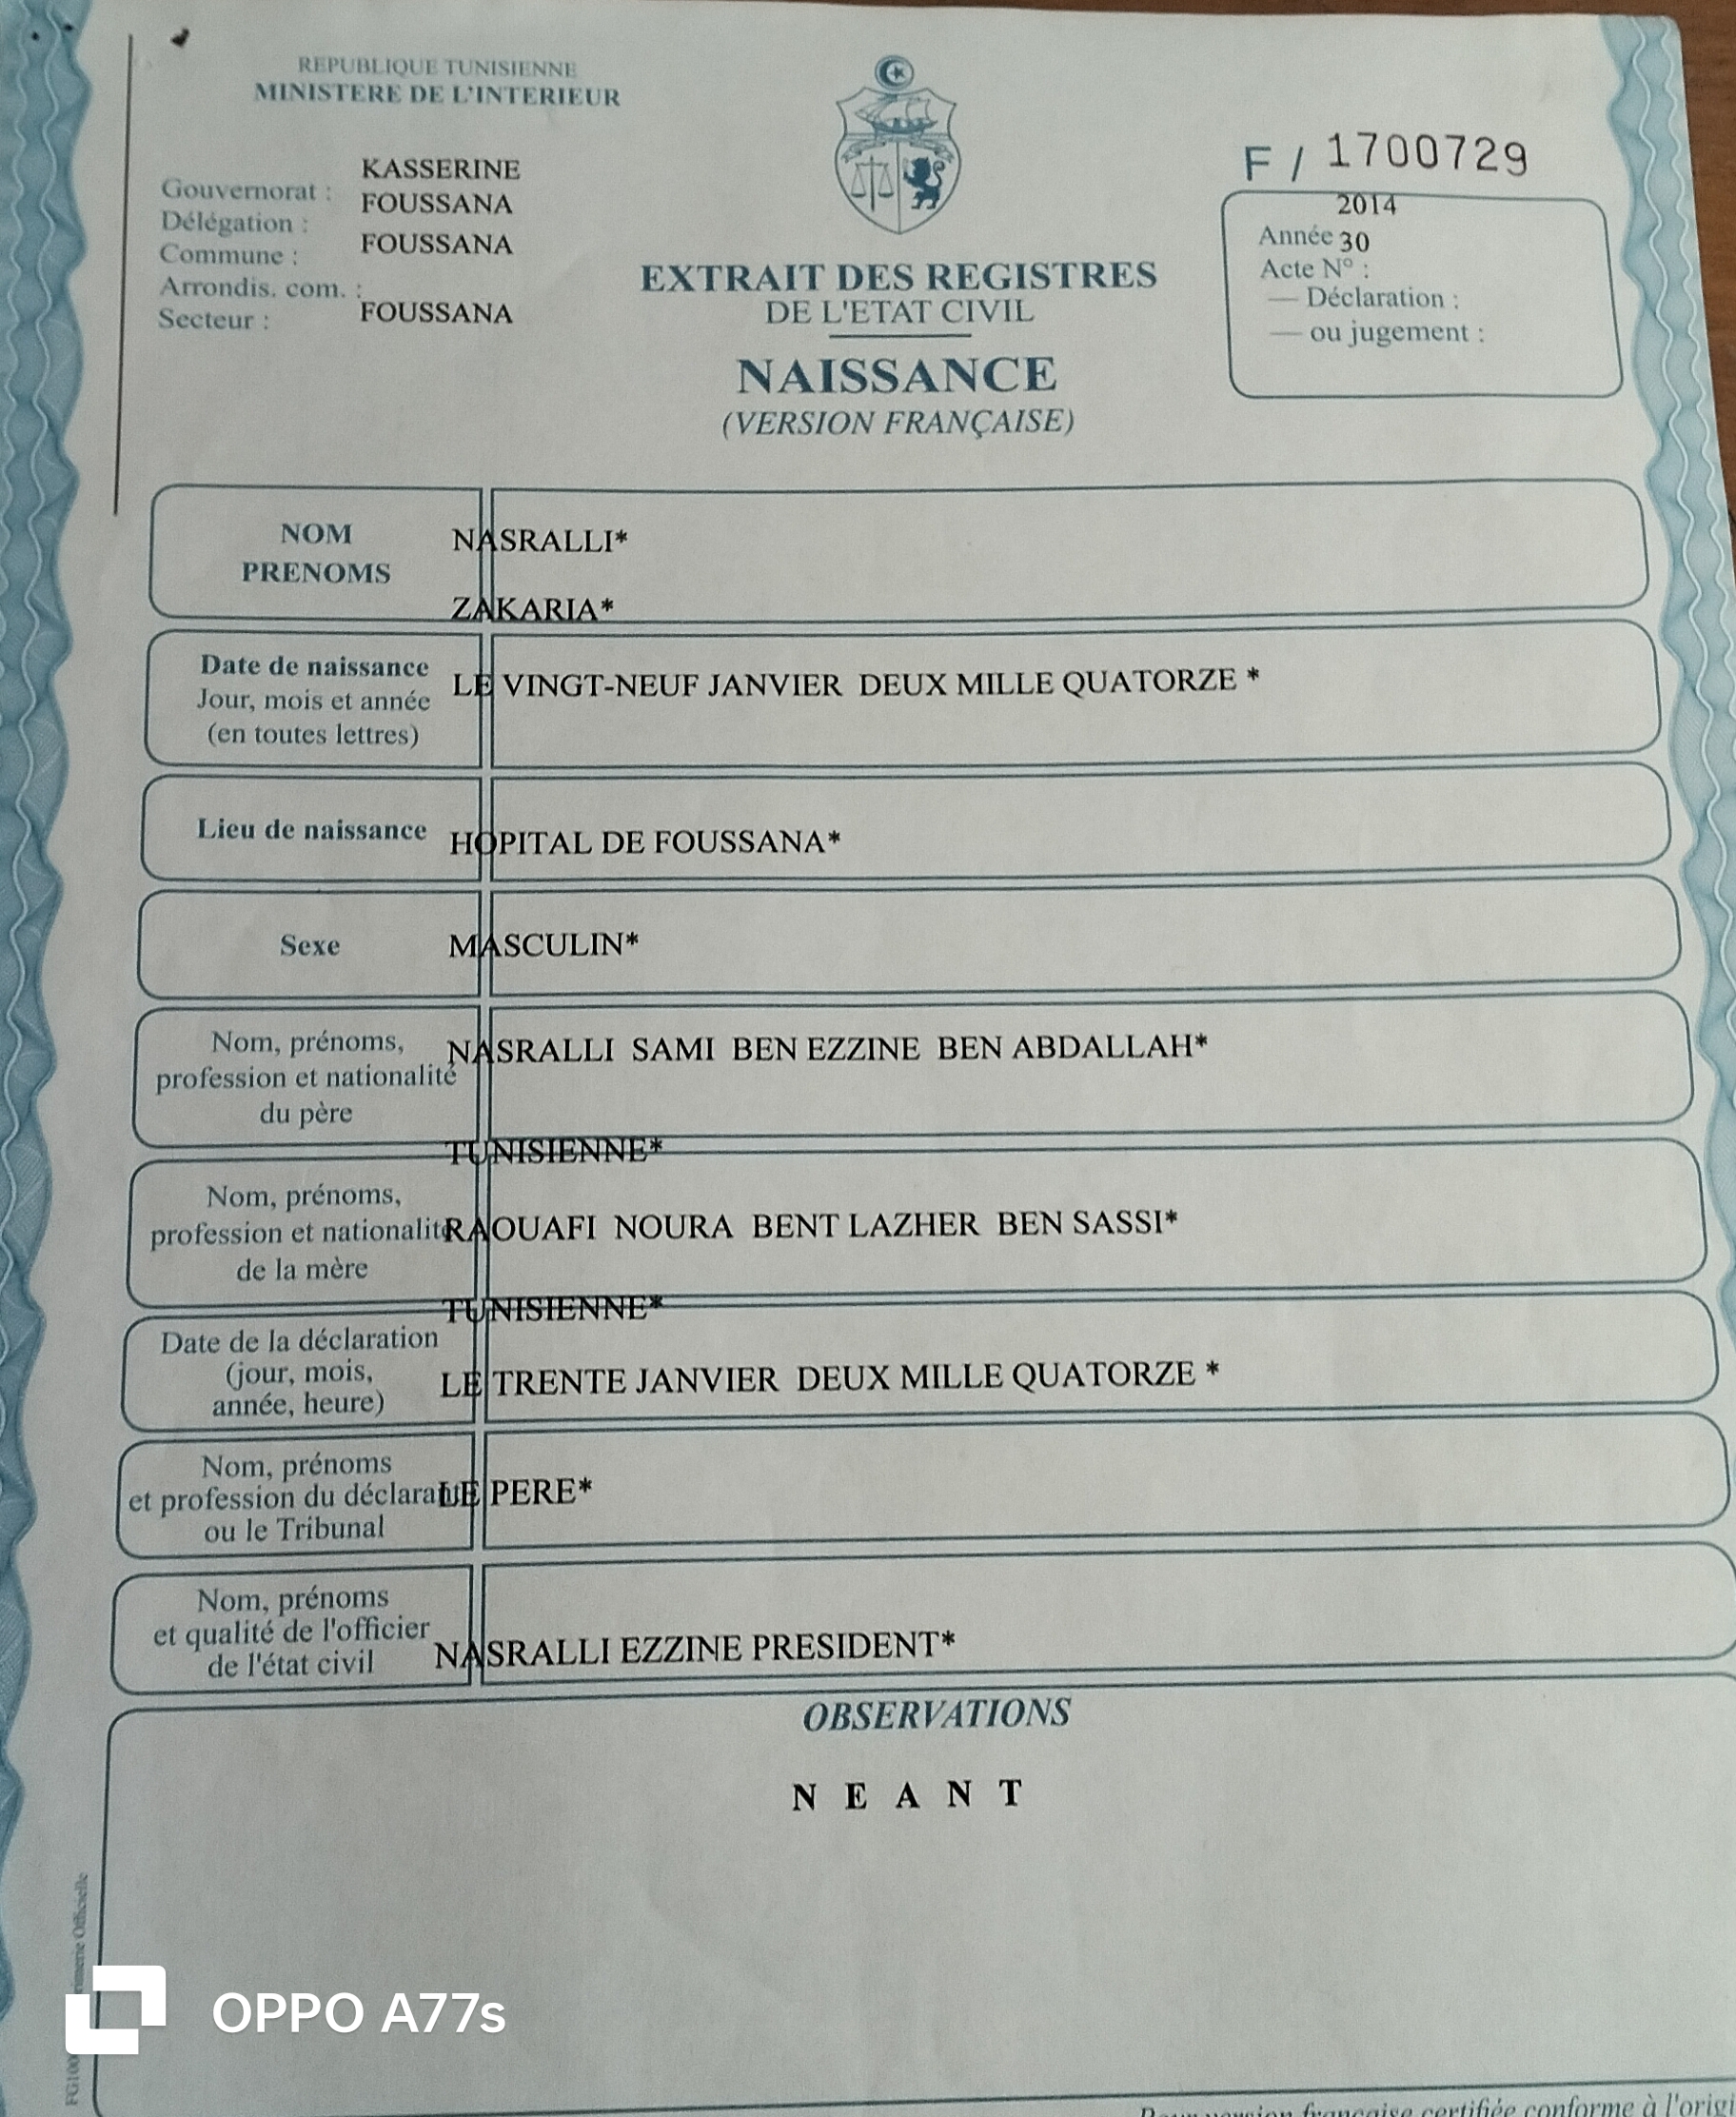 REPUBLIQUE TUNISIENNE
MINISTERE DE L'INTERIEUR
F / 1700729
Gouvernorat : KASSERINE
Délégation : FOUSSANA
Commune : FOUSSANA
Arrondis. com. :
Secteur : FOUSSANA
2014
Année 30
Acte N° :
— Déclaration :
— ou jugement :
EXTRAIT DES REGISTRES
DE L'ETAT CIVIL
NAISSANCE
(VERSION FRANÇAISE)
NOM NASRALLI*
PRENOMS
ZAKARIA*
Date de naissance
LE VINGT-NEUF JANVIER DEUX MILLE QUATORZE *
Jour, mois et année
(en toutes lettres)
Lieu de naissance HOPITAL DE FOUSSANA*
Sexe MASCULIN*
Nom, prénoms, NASRALLI SAMI BEN EZZINE BEN ABDALLAH*
profession et nationalité
du père
TUNISIENNE*
Nom, prénoms,
profession et nationalité RAOUAFI NOURA BENT LAZHER BEN SASSI*
de la mère
TUNISIENNE*
Date de la déclaration
(jour, mois, LE TRENTE JANVIER DEUX MILLE QUATORZE *
année, heure)
Nom, prénoms
et profession du déclarant LE PERE*
ou le Tribunal
Nom, prénoms
et qualité de l'officier
de l'état civil NASRALLI EZZINE PRESIDENT*
OBSERVATIONS
N E A N T
Officielle
OPPO A77s
version française certifiée conforme à